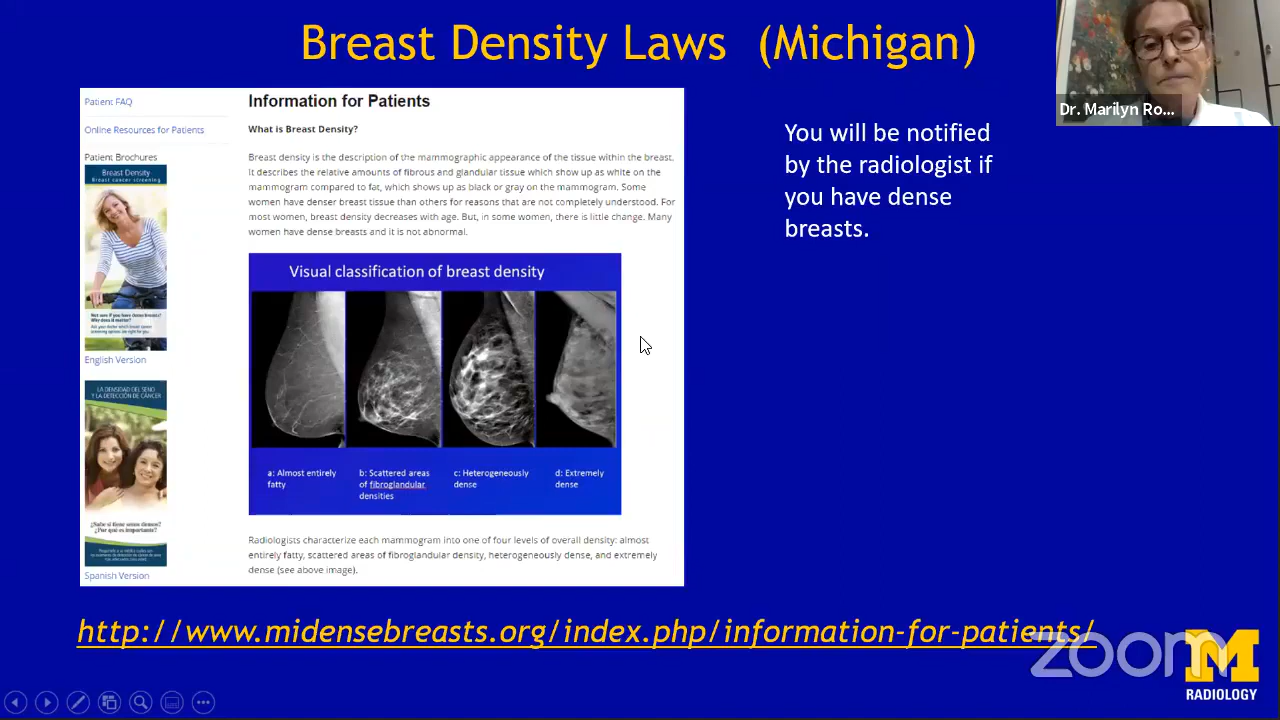 Breast Density Laws (Michigan)
Dr. Marilyn Ro...
Patient FAQ
Online Resources for Patients
Patient Brochures
Breast Density
Breast cancer screening
Not sure if you have dense breasts?
Why does it matter?
Ask your doctor which breast cancer
screening options are right for you.
English Version
LA DENSIDAD DEL SENO
Y LA DETECCIÓN DE CÁNCER
¿Sabe si tiene senos densos?
¿Por qué es importante?
Spanish Version
Information for Patients
What is Breast Density?
Breast density is the description of the mammographic appearance of the tissue within the breast.
It describes the relative amounts of fibrous and glandular tissue which show up as white on the
mammogram compared to fat, which shows up as black or gray on the mammogram. Some
women have denser breast tissue than others for reasons that are not completely understood. For
most women, breast density decreases with age. But, in some women, there is little change. Many
women have dense breasts and it is not abnormal.
Visual classification of breast density
a: Almost entirely
fatty
b: Scattered areas
of fibroglandular
densities
c: Heterogeneously
dense
d: Extremely
dense
Radiologists characterize each mammogram into one of four levels of overall density: almost
entirely fatty, scattered areas of fibroglandular density, heterogeneously dense, and extremely
dense (see above image).
You will be notified
by the radiologist if
you have dense
breasts.
http://www.midensebreasts.org/index.php/information-for-patients/
zoom
M
RADIOLOGY